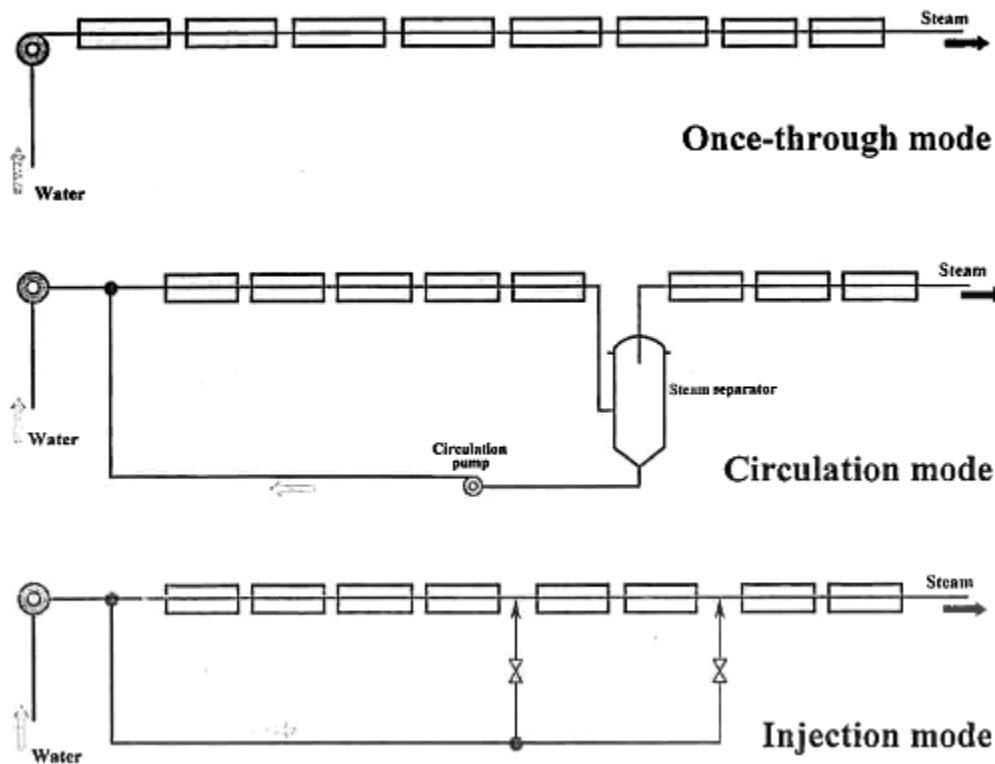 Steam
Once-through mode
Water
Steam
Steam separator
Water
Circulation
pump
Circulation mode
Steam
Injection mode
Water